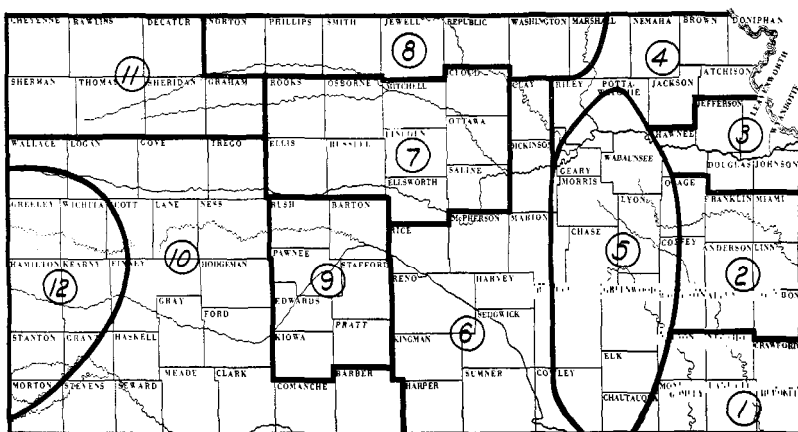 CHEYENNE RAWLINS DECATUR NORTON PHILLIPS SMITH JEWELL REPUBLIC WASHINGTON MARSHALL NEMAHA BROWN DONIPHAN
11 8 4
SHERMAN THOMAS SHERIDAN GRAHAM ROOKS OSBORNE MITCHELL CLOUD CLAY RILEY POTTA- JACKSON ATCHISON LEAVENWORTH
WATOMIE JEFFERSON WYANDOTTE
OTTAWA SHAWNEE 3
WALLACE LOGAN GOVE TREGO ELLIS RUSSELL LINCOLN 7 DICKINSON WABAUNSEE
SALINE GEARY DOUGLAS JOHNSON
ELLSWORTH MORRIS OSAGE
GREELEY WICHITA SCOTT LANE NESS RUSH BARTON RICE McPHERSON MARION LYON FRANKLIN MIAMI
10 PAWNEE CHASE 5 COFFEY ANDERSON LINN
HAMILTON KEARNY FINNEY HODGEMAN STAFFORD RENO HARVEY 2
12 9
GRAY EDWARDS GREENWOOD
FORD SEDGWICK
STANTON GRANT HASKELL KIOWA PRATT KINGMAN 6 CRAWFORD
ELK
MEADE CLARK BARBER SUMNER COWLEY
MORTON STEVENS SEWARD COMANCHE HARPER CHAUTAUQUA
1